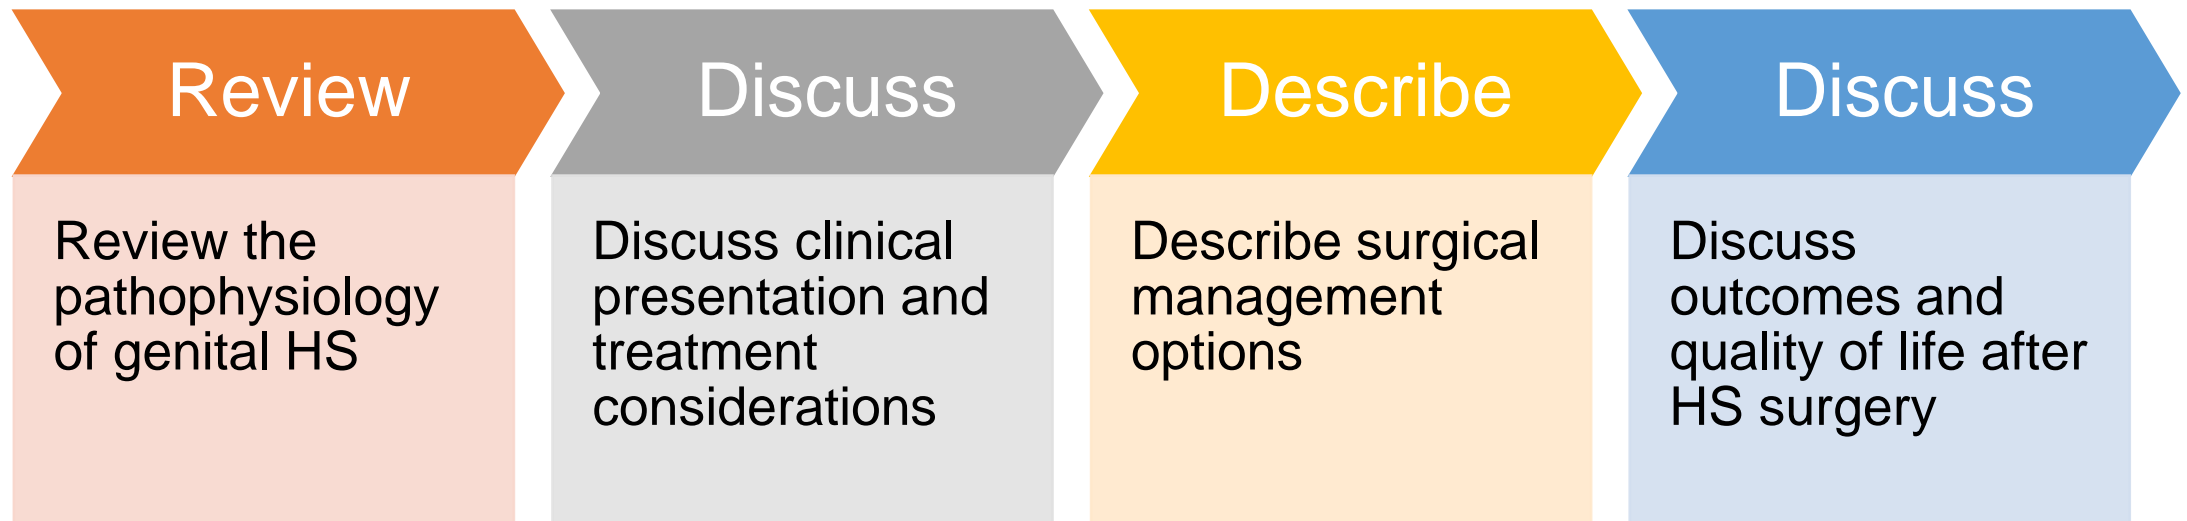 Review
Review the
pathophysiology
of genital HS
Discuss
Discuss clinical
presentation and
treatment
considerations
Describe
Describe surgical
management
options
Discuss
Discuss
outcomes and
quality of life after
HS surgery